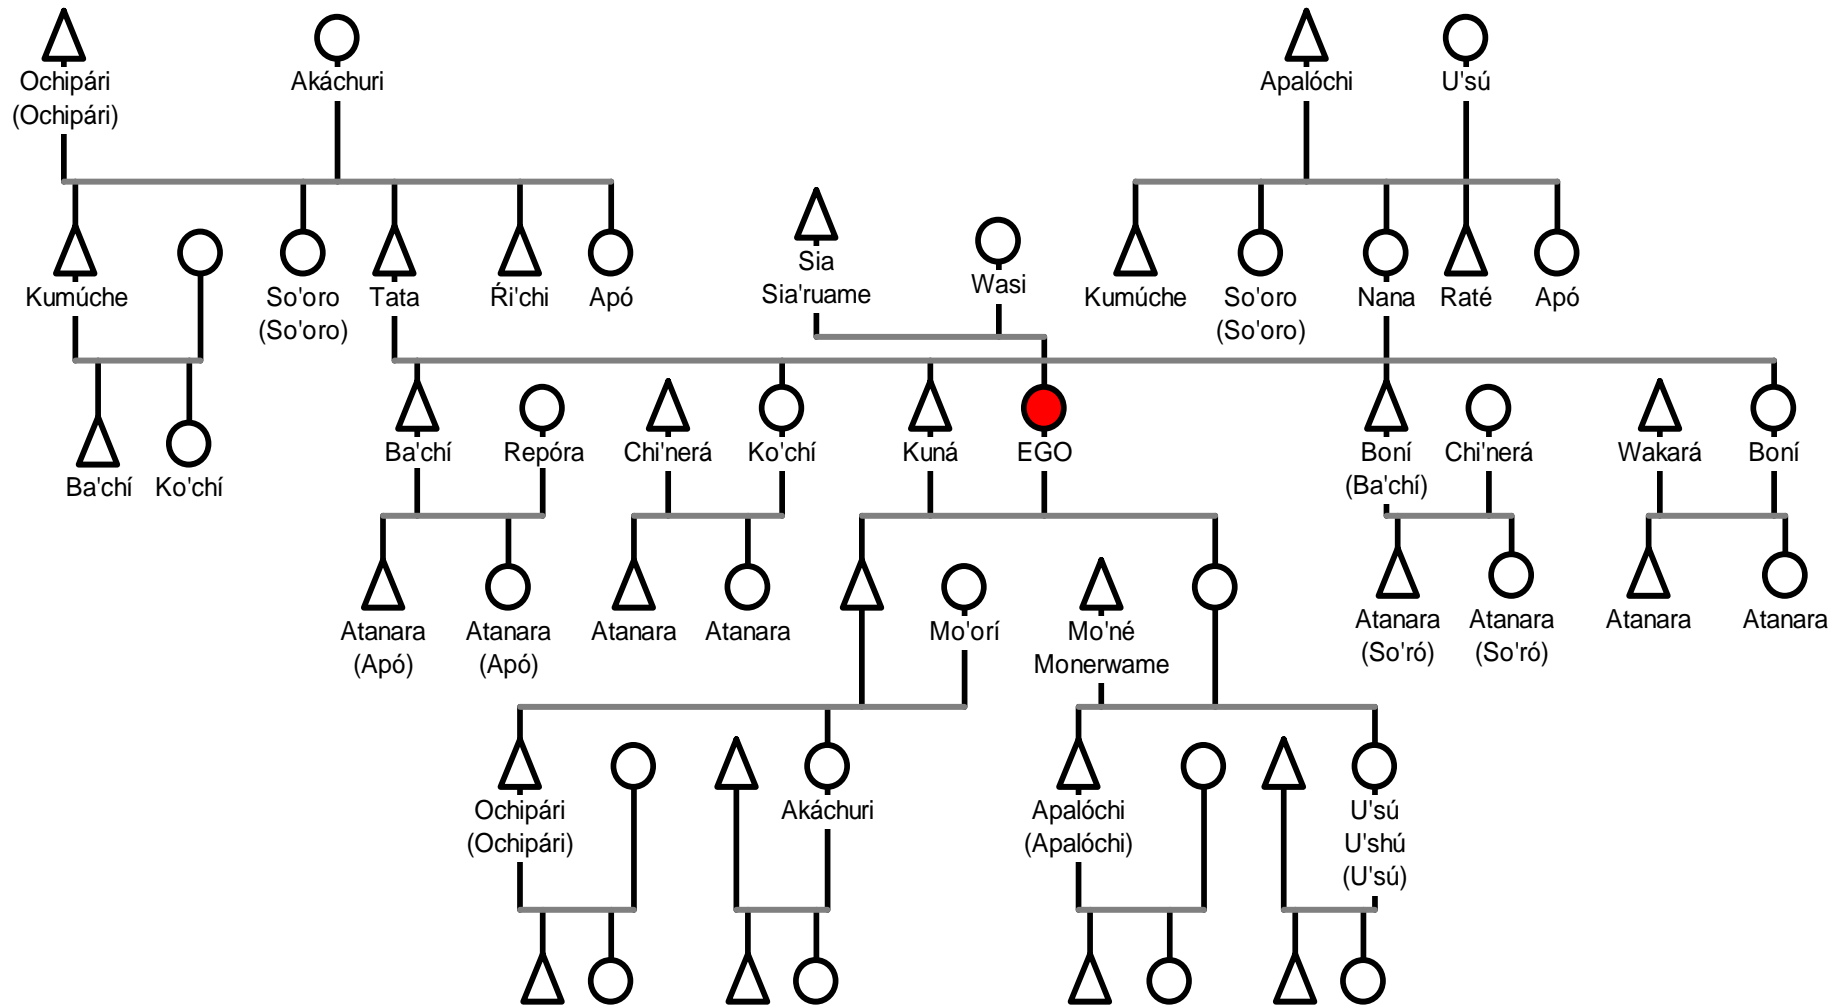 Ochipári
(Ochipári)
Akáchuri
Apalóchi
U'sú
Kumúche
So'oro
(So'oro)
Tata
Ŕi'chi
Apó
Sia
Sia'ruame
Wasi
Kumúche
So'oro
(So'oro)
Nana
Raté
Apó
Ba'chí
Ko'chí
Ba'chí
Repóra
Chi'nerá
Ko'chí
Kuná
EGO
Boní
(Ba'chí)
Chi'nerá
Wakará
Boní
Atanara
(Apó)
Atanara
(Apó)
Atanara
Atanara
Mo'orí
Mo'né
Monerwame
Atanara
(So'ró)
Atanara
(So'ró)
Atanara
Atanara
Ochipári
(Ochipári)
Akáchuri
Apalóchi
(Apalóchi)
U'sú
U'shú
(U'sú)